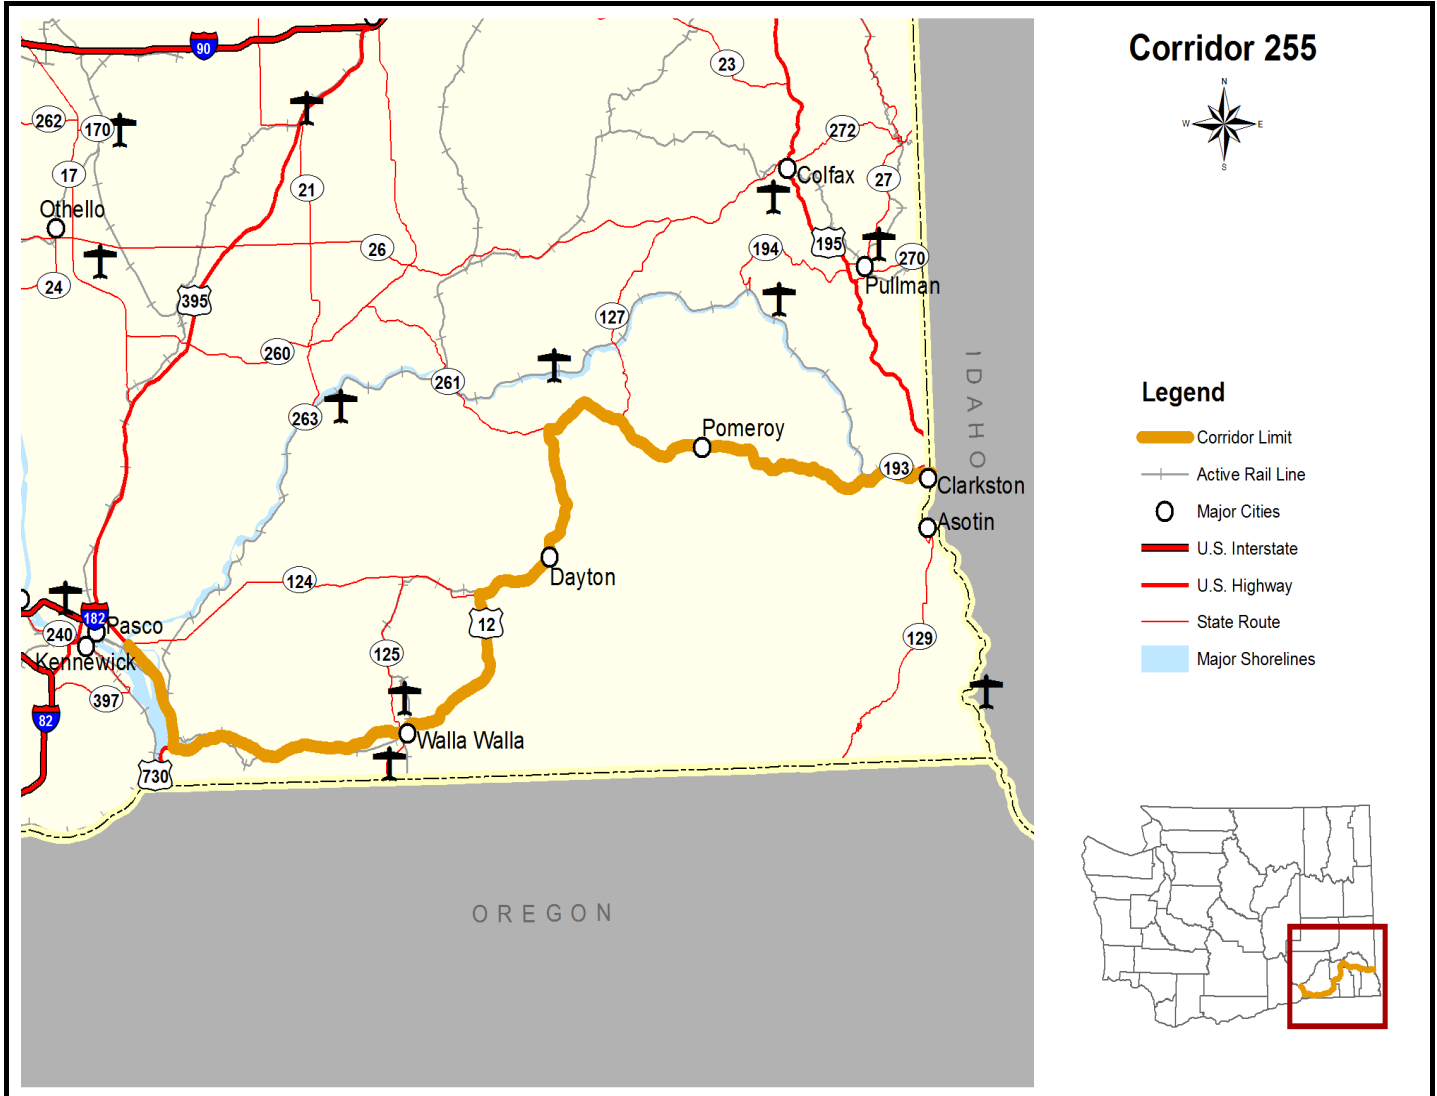 Corridor 255
N
W
E
S
90
23
262
170
272
17
Colfax
27
21
Othello
26
194
195
270
24
Pullman
395
127
260
261
IDAHO
263
Pomeroy
193
Clarkston
Asotin
Dayton
124
12
182
Pasco
240
Kennewick
125
129
397
82
Walla Walla
730
OREGON
Legend
Corridor Limit
Active Rail Line
Major Cities
U.S. Interstate
U.S. Highway
State Route
Major Shorelines